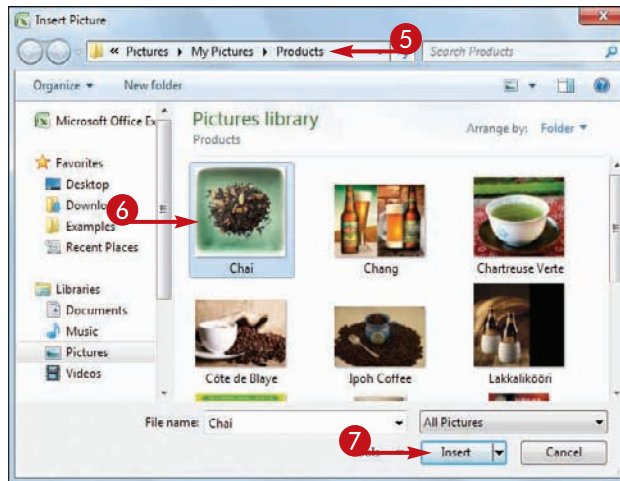 Insert Picture
« Pictures ▸ My Pictures ▸ Products
5
Search Products
Organize
New folder
Microsoft Office Ex
Pictures library
Products
Arrange by: Folder
Favorites
Desktop
Downlo
Examples
Recent Places
6
Chai
Chang
Chartreuse Verte
Libraries
Documents
Music
Pictures
Videos
Côte de Blaye
Ipoh Coffee
Lakkalikööri
File name: Chai
All Pictures
7
Insert
Cancel